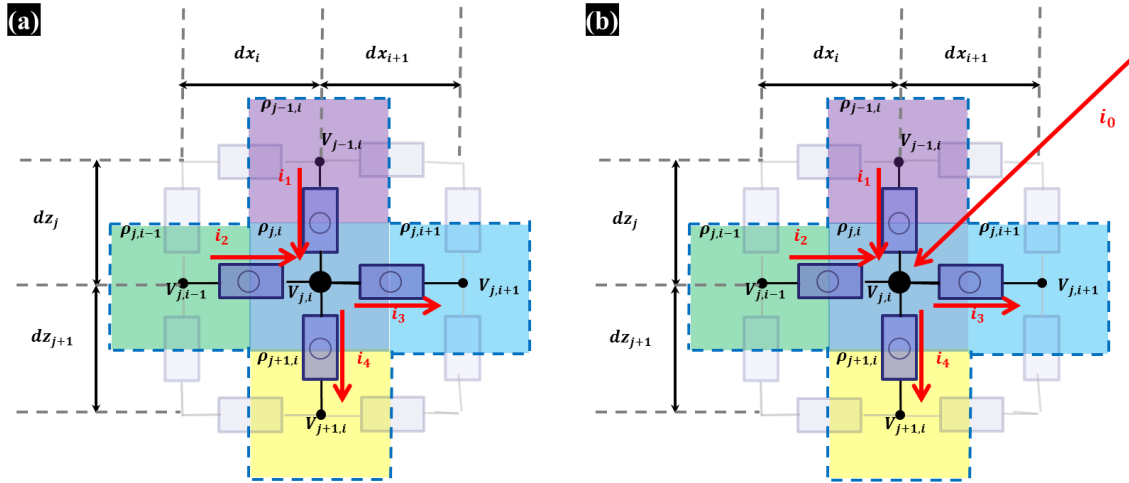 (a)
dx_i
dx_{i+1}
ρ_{j−1,i}
V_{j−1,i}
i_1
dz_j
ρ_{j,i−1}
ρ_{j,i}
ρ_{j,i+1}
i_2
V_{j,i−1}
V_{j,i}
V_{j,i+1}
i_3
dz_{j+1}
ρ_{j+1,i}
i_4
V_{j+1,i}
(b)
dx_i
dx_{i+1}
ρ_{j−1,i}
i_0
V_{j−1,i}
i_1
dz_j
ρ_{j,i−1}
ρ_{j,i}
ρ_{j,i+1}
i_2
V_{j,i−1}
V_{j,i}
V_{j,i+1}
i_3
dz_{j+1}
ρ_{j+1,i}
i_4
V_{j+1,i}